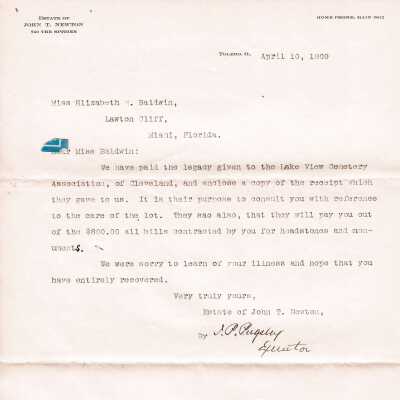 ESTATE OF
JOHN T. NEWTON
HOME PHONE, MAIN
TOLEDO, O. April 10, 1909
Miss Elizabeth Baldwin,
Lawton Cliff,
Miami, Florida.
Dear Miss Baldwin:
We have paid the legacy given to the Lake View Cemetery
Association, of Cleveland, and enclose a copy of the receipt which
they gave to us. It is their purpose to consult you with reference
to the care of the lot. They sao also, that they will pay you out
of the $800.00 all bills contracted by you for headstones and mon-
uments.
We were sorry to learn of your illness and hope that you
have entirely recovered.
Very truly yours,
Estate of John T. Newton,
By J. P. Pugsley
Executor